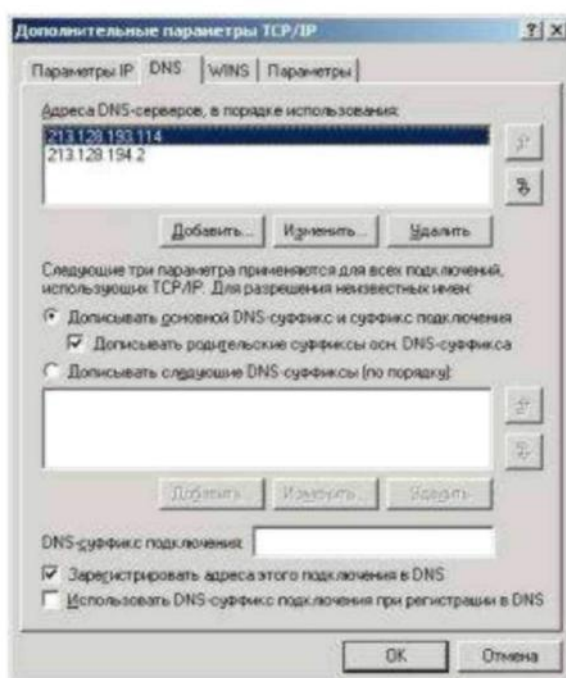 Дополнительные параметры TCP/IP
Параметры IP DNS WINS Параметры
Адреса DNS-серверов, в порядке использования:
213.128.193.114
213.128.194.2
Добавить... Изменить... Удалить
Следующие три параметра применяются для всех подключений,
использующих TCP/IP. Для разрешения неизвестных имен:
Дописывать основной DNS-суффикс и суффикс подключения
Дописывать родительские суффиксы осн. DNS-суффикса
Дописывать следующие DNS-суффиксы (по порядку):
Добавить... Изменить... Удалить
DNS-суффикс подключения:
Зарегистрировать адреса этого подключения в DNS
Использовать DNS-суффикс подключения при регистрации в DNS
OK Отмена